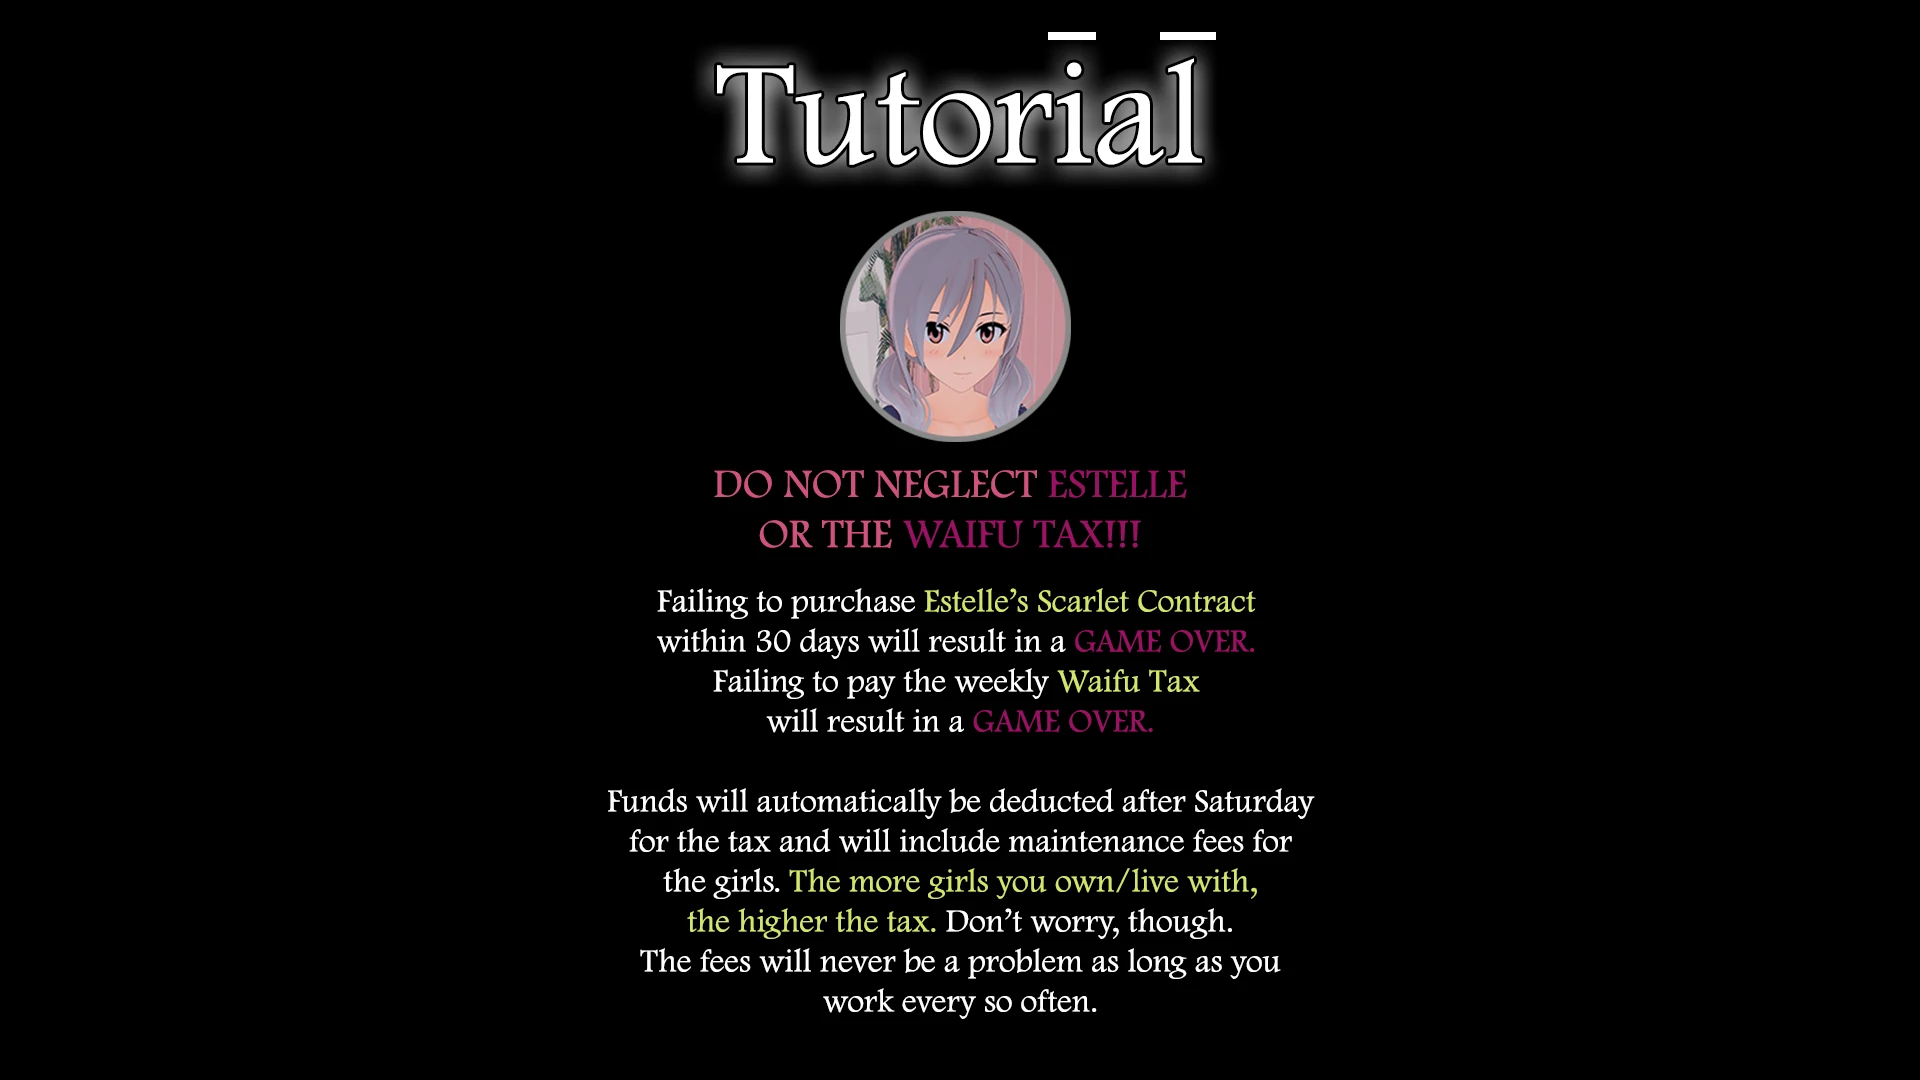 Tutorial
DO NOT NEGLECT ESTELLE
OR THE WAIFU TAX!!!
Failing to purchase Estelle’s Scarlet Contract
within 30 days will result in a GAME OVER.
Failing to pay the weekly Waifu Tax
will result in a GAME OVER.
Funds will automatically be deducted after Saturday
for the tax and will include maintenance fees for
the girls. The more girls you own/live with,
the higher the tax. Don’t worry, though.
The fees will never be a problem as long as you
work every so often.